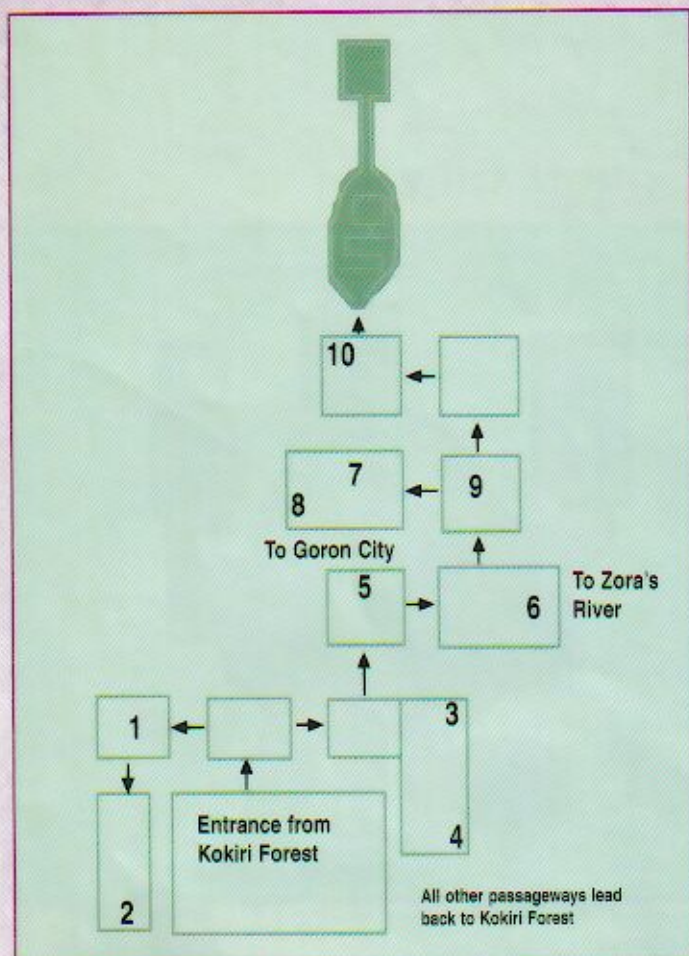 10
7
8
9
To Goron City
5
6
To Zora's
River
1
3
Entrance from
Kokiri Forest
4
2
All other passageways lead
back to Kokiri Forest